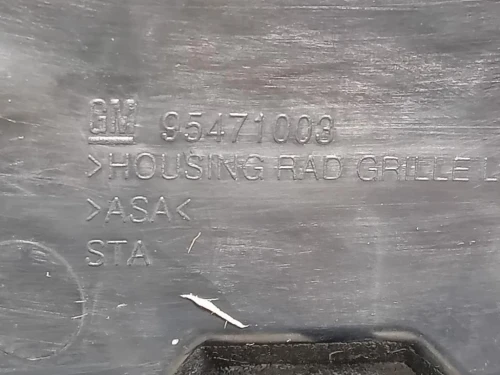 GM 95471003
>HOUSING RAD GRILLE L
>ASA<
STA